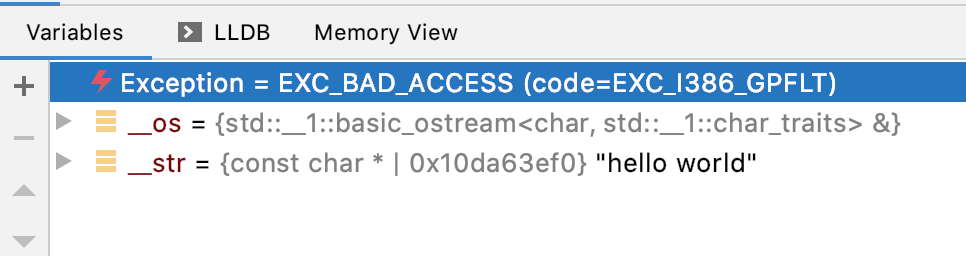 Variables LLDB Memory View
Exception = EXC_BAD_ACCESS (code=EXC_I386_GPFLT)
__os = {std::__1::basic_ostream<char, std::__1::char_traits> &}
__str = {const char * | 0x10da63ef0} "hello world"